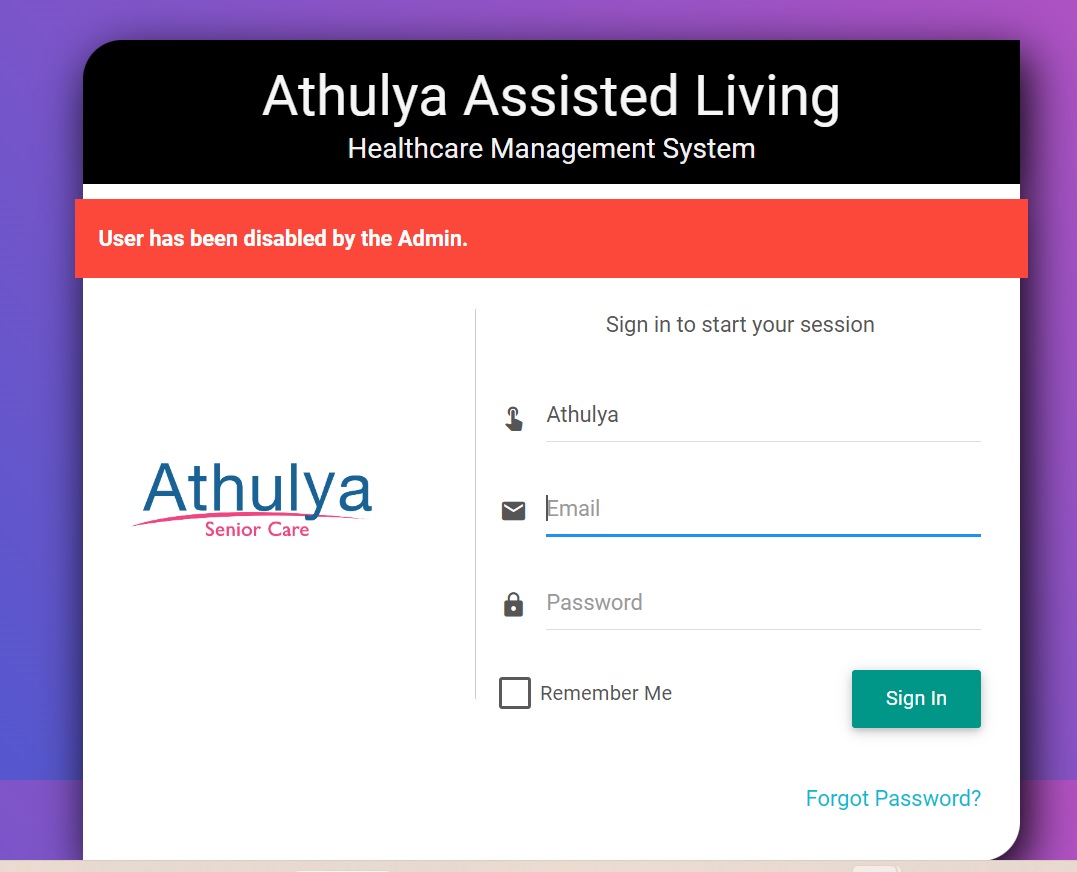 Athulya Assisted Living
Healthcare Management System
User has been disabled by the Admin.
Sign in to start your session
Athulya
Email
Athulya
Senior Care
Password
Remember Me
Sign In
Forgot Password?